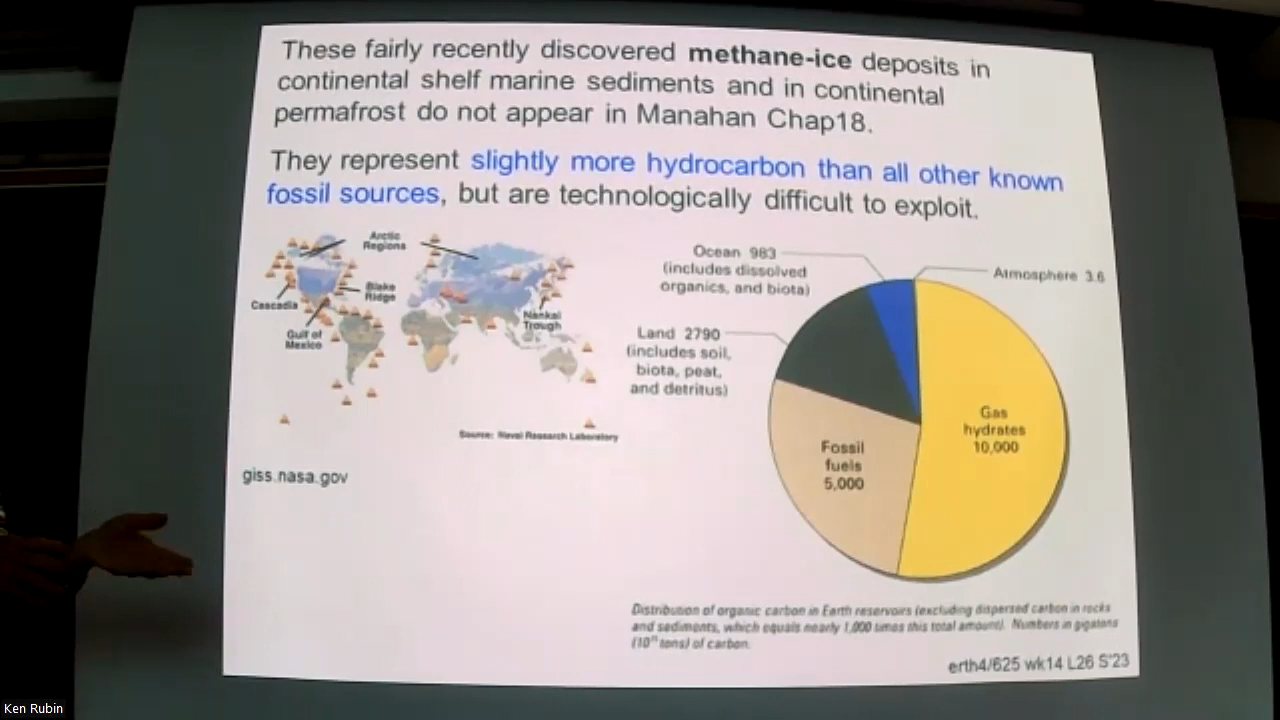 These fairly recently discovered methane-ice deposits in
continental shelf marine sediments and in continental
permafrost do not appear in Manahan Chap18.
They represent slightly more hydrocarbon than all other known
fossil sources, but are technologically difficult to exploit.
Arctic
Regions
Cascadia
Blake
Ridge
Gulf of
Mexico
Nankai
Trough
Source: Naval Research Laboratory
giss.nasa.gov
Ocean 983
(includes dissolved
organics, and biota)
Atmosphere 3.6
Land 2790
(includes soil,
biota, peat,
and detritus)
Gas
hydrates
10,000
Fossil
fuels
5,000
Distribution of organic carbon in Earth reservoirs (excluding dispersed carbon in rocks
and sediments, which equals nearly 1,000 times this total amount). Numbers in gigatons
tons) of carbon.
erth4/625 wk14 L26 S'23
Ken Rubin